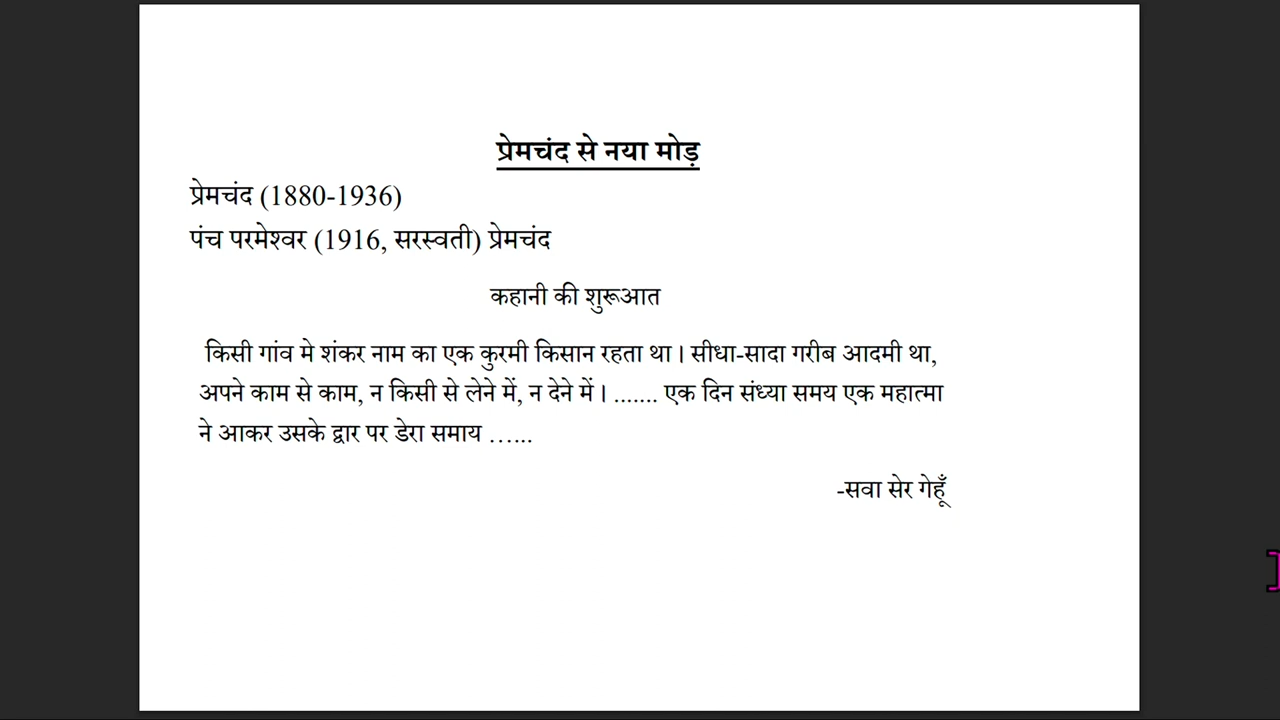 प्रेमचंद से नया मोड़
प्रेमचंद (1880-1936)
पंच परमेश्वर (1916, सरस्वती) प्रेमचंद
कहानी की शुरूआत
किसी गांव मे शंकर नाम का एक कुरमी किसान रहता था। सीधा-सादा गरीब आदमी था,
अपने काम से काम, न किसी से लेने में, न देने में। ....... एक दिन संध्या समय एक महात्मा
ने आकर उसके द्वार पर डेरा समाय …...
-सवा सेर गेहूँ